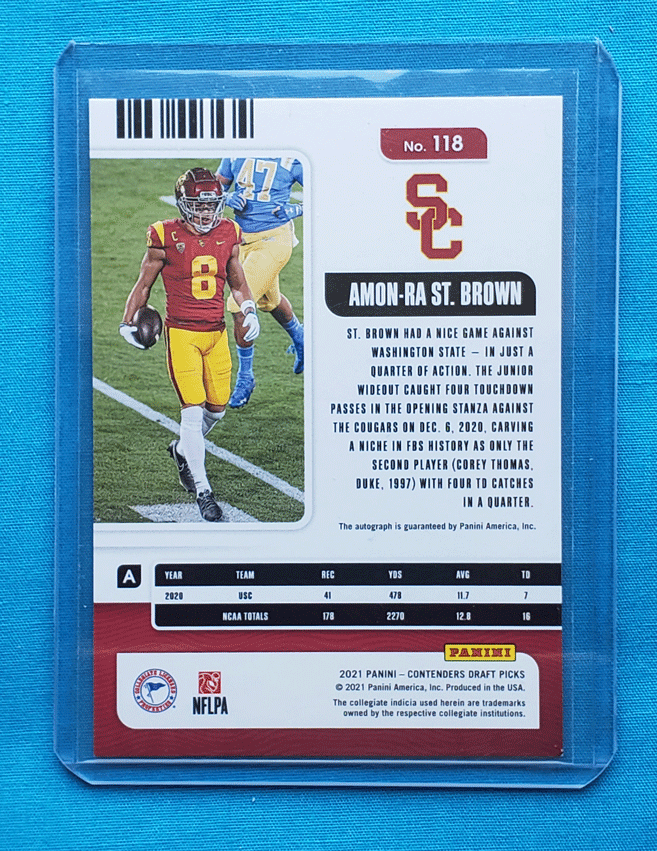 No. 118
SC
47
C
8
8
AMON-RA ST. BROWN
ST. BROWN HAD A NICE GAME AGAINST
WASHINGTON STATE – IN JUST A
QUARTER OF ACTION. THE JUNIOR
WIDEOUT CAUGHT FOUR TOUCHDOWN
PASSES IN THE OPENING STANZA AGAINST
THE COUGARS ON DEC. 6, 2020, CARVING
A NICHE IN FBS HISTORY AS ONLY THE
SECOND PLAYER (COREY THOMAS,
DUKE, 1997) WITH FOUR TD CATCHES
IN A QUARTER.
The autograph is guaranteed by Panini America, Inc.
A YEAR TEAM REC YDS AVG TD
2020 USC 41 478 11.7 7
NCAA TOTALS 178 2270 12.8 16
PANINI
COLLEGIATE LICENSED PROPERTIES
NFLPA
2021 PANINI – CONTENDERS DRAFT PICKS
© 2021 Panini America, Inc. Produced in the USA.
The collegiate indicia used herein are trademarks
owned by the respective collegiate institutions.